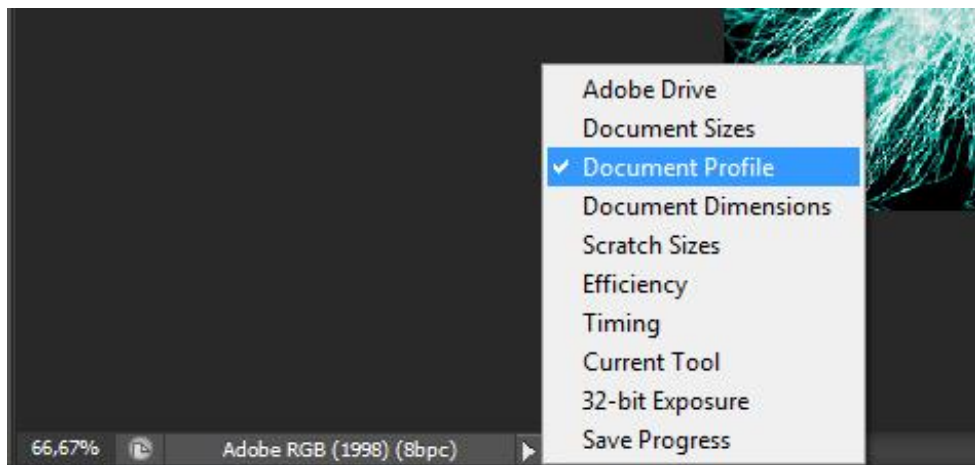 Adobe Drive
Document Sizes
Document Profile
Document Dimensions
Scratch Sizes
Efficiency
Timing
Current Tool
32-bit Exposure
Save Progress
66,67% Adobe RGB (1998) (8bpc)